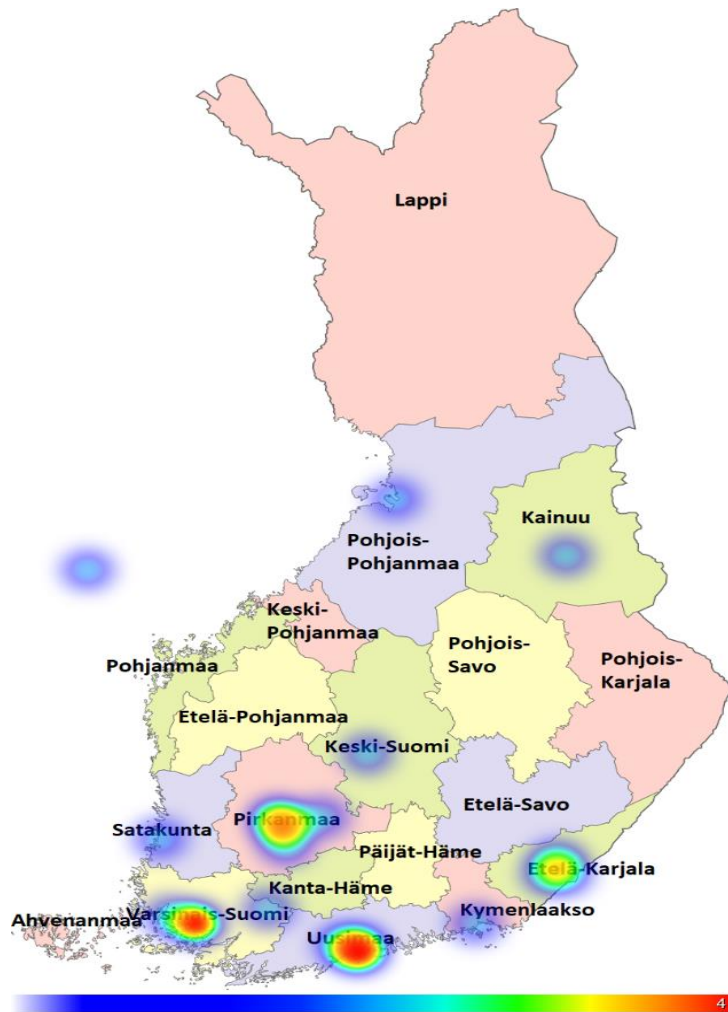 Lappi
Kainuu
Pohjois-
Pohjanmaa
Keski-
Pohjanmaa
Pohjois-
Savo
Pohjois-
Karjala
Pohjanmaa
Etelä-Pohjanmaa
Keski-Suomi
Etelä-Savo
Satakunta
Pirkanmaa
Päijät-Häme
Etelä-Karjala
Kanta-Häme
Kymenlaakso
Ahvenanmaa
Varsinais-Suomi
Uusimaa
4